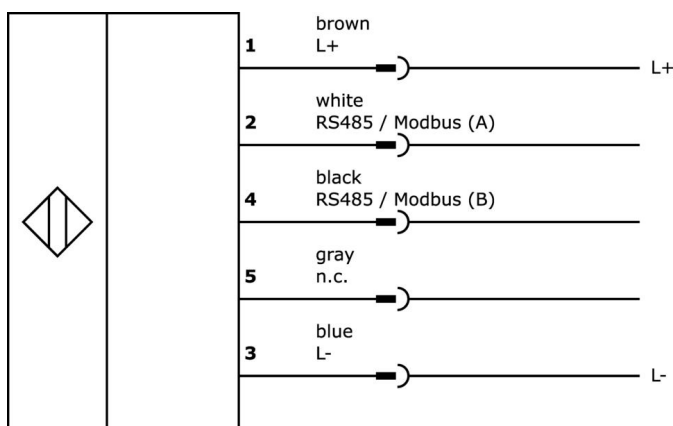 brown
1 L+
L+
white
2 RS485 / Modbus (A)
black
4 RS485 / Modbus (B)
gray
5 n.c.
blue
3 L-
L-